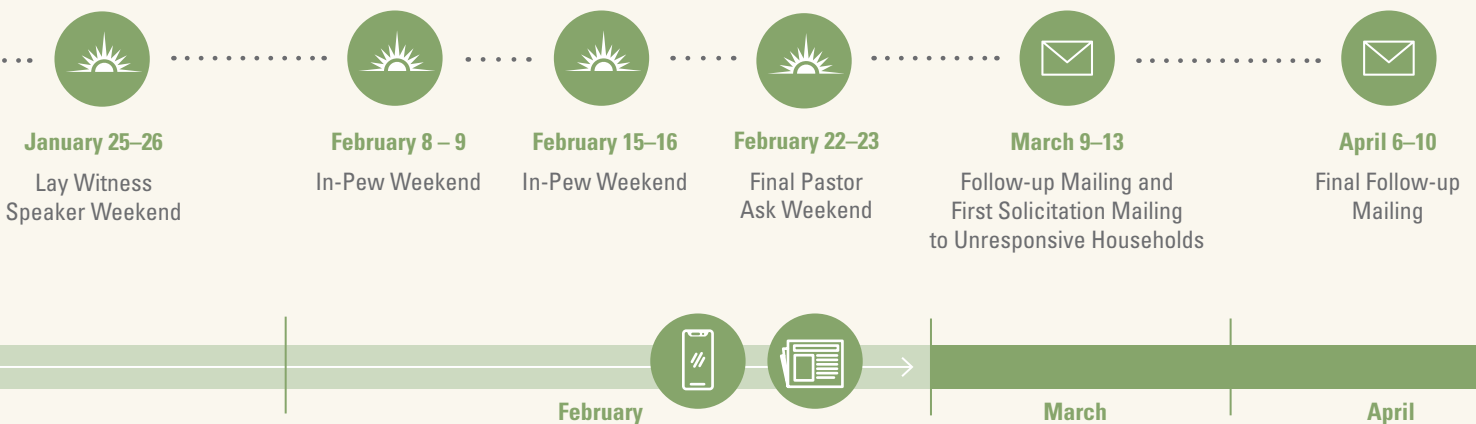 January 25–26
Lay Witness
Speaker Weekend
February 8 – 9
In-Pew Weekend
February 15–16
In-Pew Weekend
February 22–23
Final Pastor
Ask Weekend
March 9–13
Follow-up Mailing and
First Solicitation Mailing
to Unresponsive Households
April 6–10
Final Follow-up
Mailing
February
March
April